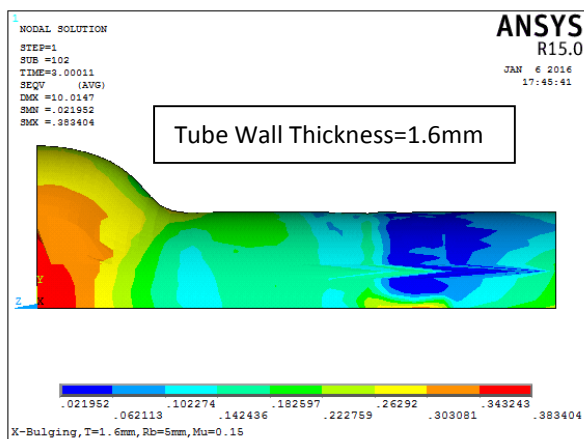 1
NODAL SOLUTION
ANSYS
R15.0
STEP=1
SUB =102
TIME=3.00011
SEQV (AVG)
DMX =10.0147
SMN =.021952
SMX =.383404
JAN 6 2016
17:45:41
Tube Wall Thickness=1.6mm
Y
Z X
.021952 .102274 .182597 .26292 .343243
.062113 .142436 .222759 .303081 .383404
X-Bulging,T=1.6mm,Rb=5mm,Mu=0.15